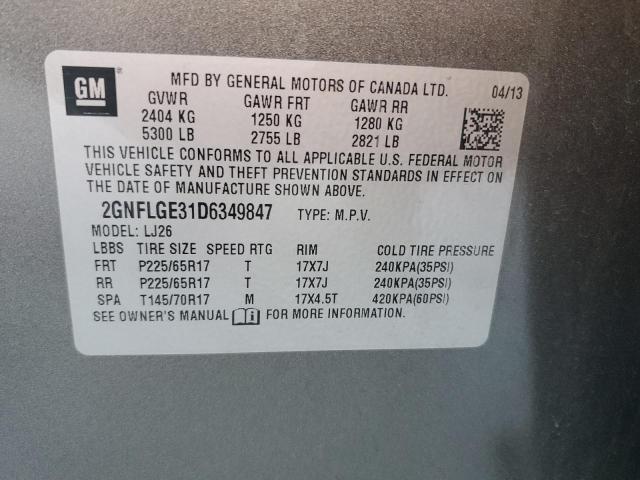 GM
MFD BY GENERAL MOTORS OF CANADA LTD. 04/13
GVWR GAWR FRT GAWR RR
2404 KG 1250 KG 1280 KG
5300 LB 2755 LB 2821 LB
THIS VEHICLE CONFORMS TO ALL APPLICABLE U.S. FEDERAL MOTOR
VEHICLE SAFETY AND THEFT PREVENTION STANDARDS IN EFFECT ON
THE DATE OF MANUFACTURE SHOWN ABOVE.
2GNFLGE31D6349847 TYPE: M.P.V.
MODEL: LJ26
LBBS TIRE SIZE SPEED RTG RIM COLD TIRE PRESSURE
FRT P225/65R17 T 17X7J 240KPA(35PSI)
RR P225/65R17 T 17X7J 240KPA(35PSI)
SPA T145/70R17 M 17X4.5T 420KPA(60PSI)
SEE OWNER'S MANUAL FOR MORE INFORMATION.